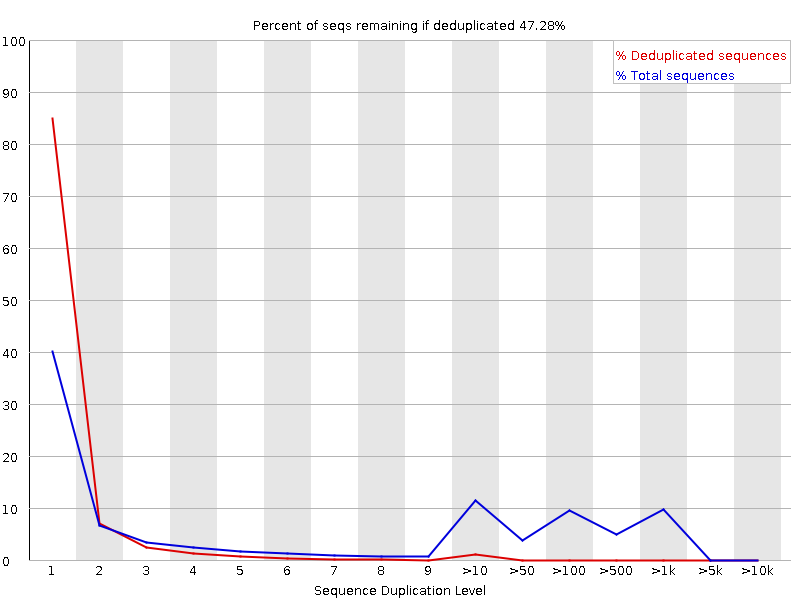 Percent of seqs remaining if deduplicated 47.28%
% Deduplicated sequences
% Total sequences
100
90
80
70
60
50
40
30
20
10
0
1 2 3 4 5 6 7 8 9 >10 >50 >100 >500 >1k >5k >10k
Sequence Duplication Level